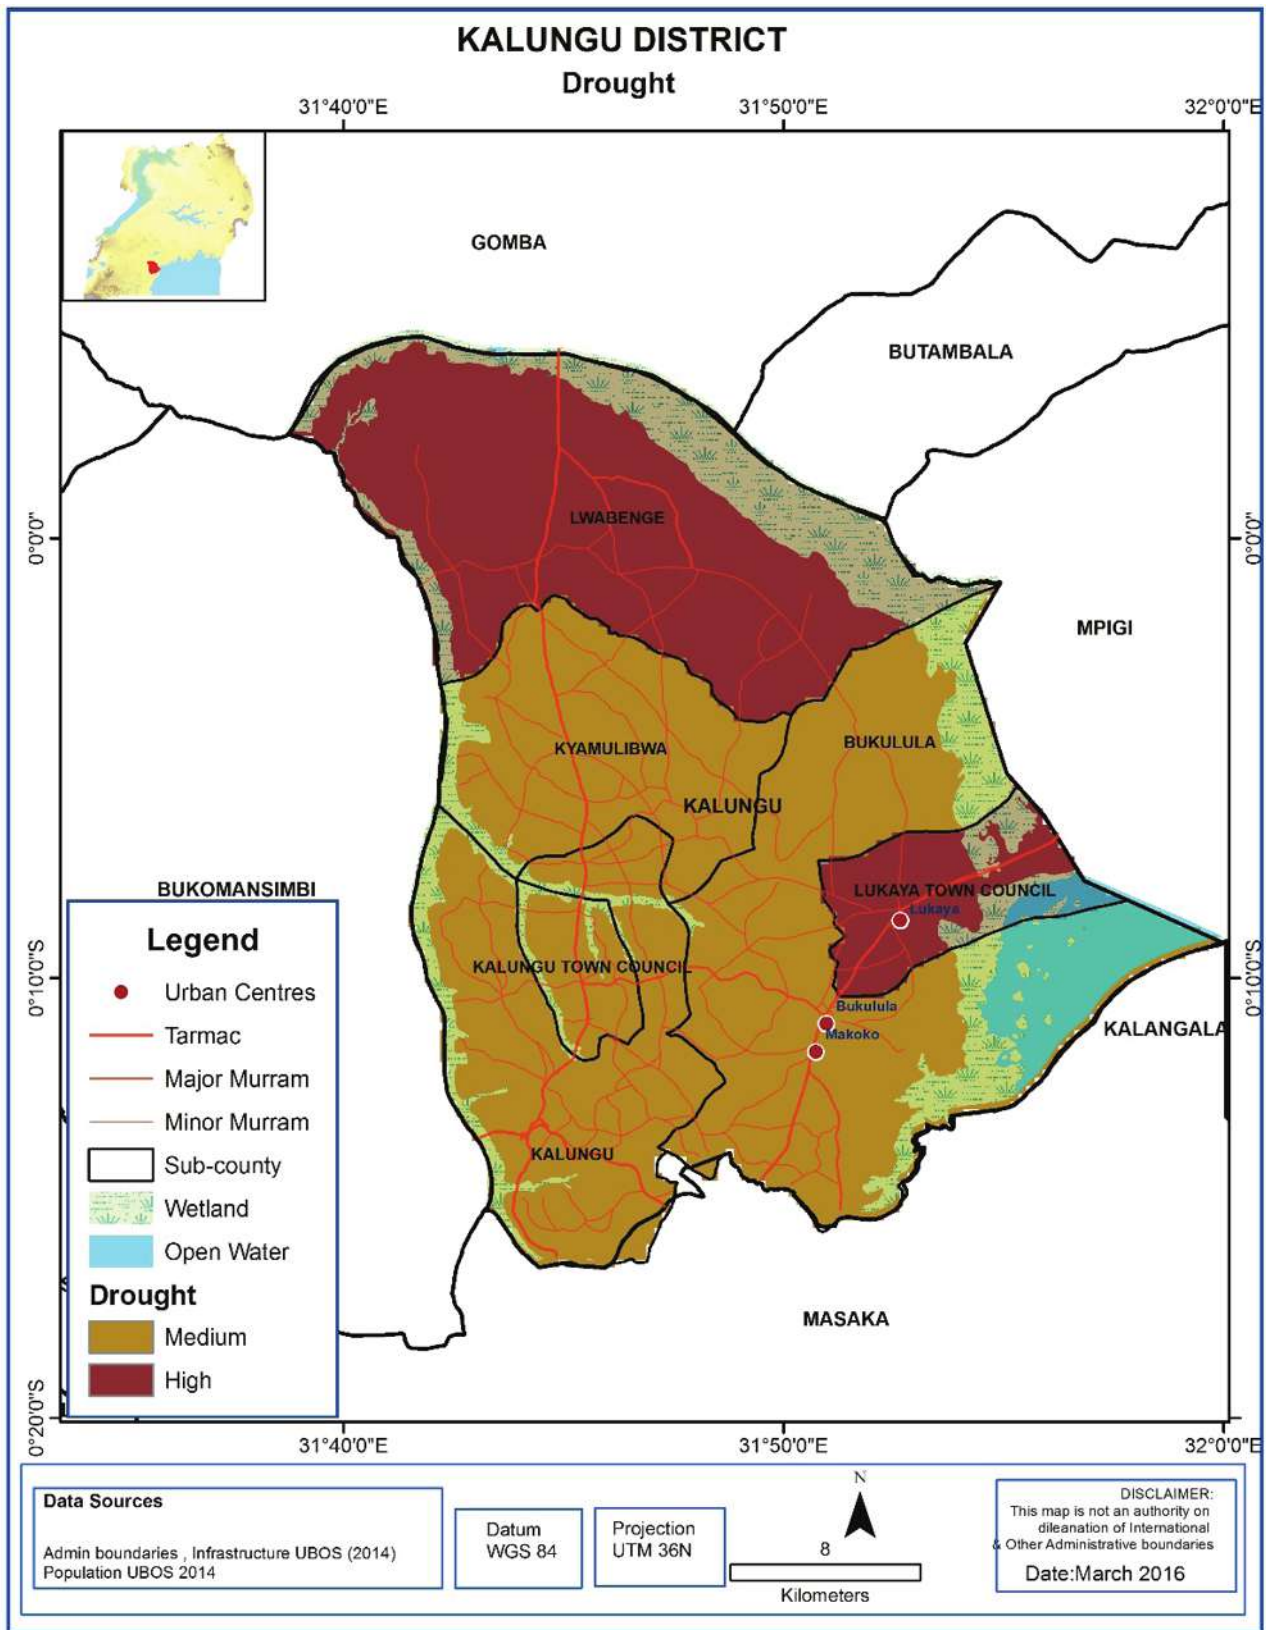 KALUNGU DISTRICT
Drought
31°40'0"E
31°50'0"E
32°0'0"E
GOMBA
BUTAMBALA
LWABENGE
0°0'0"
0°0'0"
MPIGI
KYAMULIBWA
BUKULULA
KALUNGU
BUKOMANSIMBI
LUKAYA TOWN COUNCIL
Lukaya
KALUNGU TOWN COUNCIL
0°10'0"S
0°10'0"S
Bukulula
Makoko
KALANGALA
KALUNGU
MASAKA
0°20'0"S
Legend
Urban Centres
Tarmac
Major Murram
Minor Murram
Sub-county
Wetland
Open Water
Drought
Medium
High
31°40'0"E
31°50'0"E
32°0'0"E
Data Sources
Admin boundaries , Infrastructure UBOS (2014)
Population UBOS 2014
Datum
WGS 84
Projection
UTM 36N
N
8
Kilometers
DISCLAIMER:
This map is not an authority on
dileanation of International
& Other Administrative boundaries
Date:March 2016